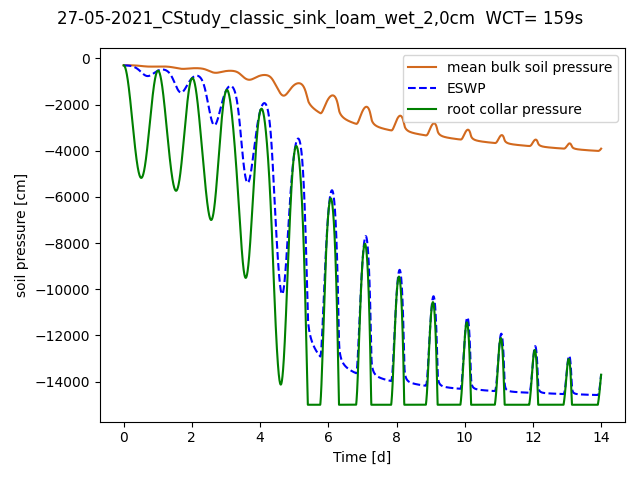 27-05-2021_CStudy_classic_sink_loam_wet_2,0cm  WCT= 159s
mean bulk soil pressure
ESWP
root collar pressure
soil pressure [cm]
0
−2000
−4000
−6000
−8000
−10000
−12000
−14000
0 2 4 6 8 10 12 14
Time [d]